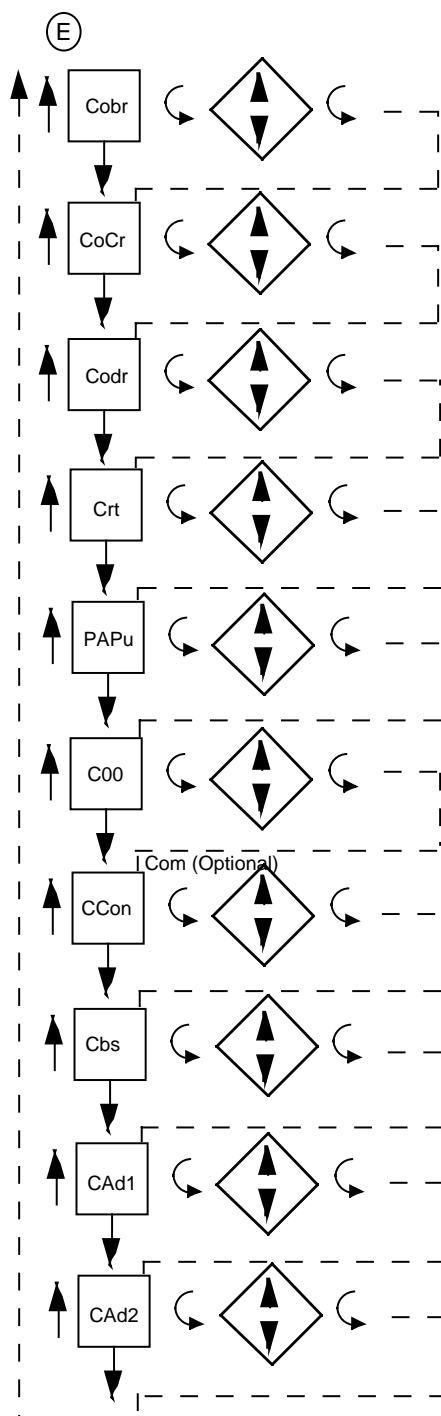 E
Cobr
CoCr
Codr
Crt
PAPu
C00
Com (Optional)
CCon
Cbs
CAd1
CAd2